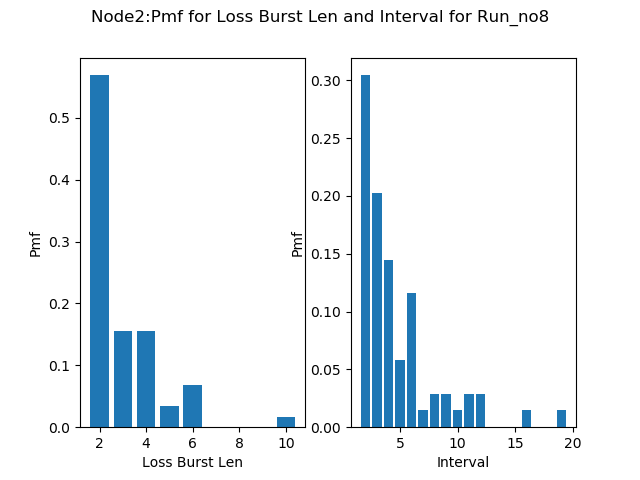 Node2:Pmf for Loss Burst Len and Interval for Run_no8
Pmf
0.5
0.4
0.3
0.2
0.1
0.0
2 4 6 8 10
Loss Burst Len
Pmf
0.30
0.25
0.20
0.15
0.10
0.05
0.00
5 10 15 20
Interval